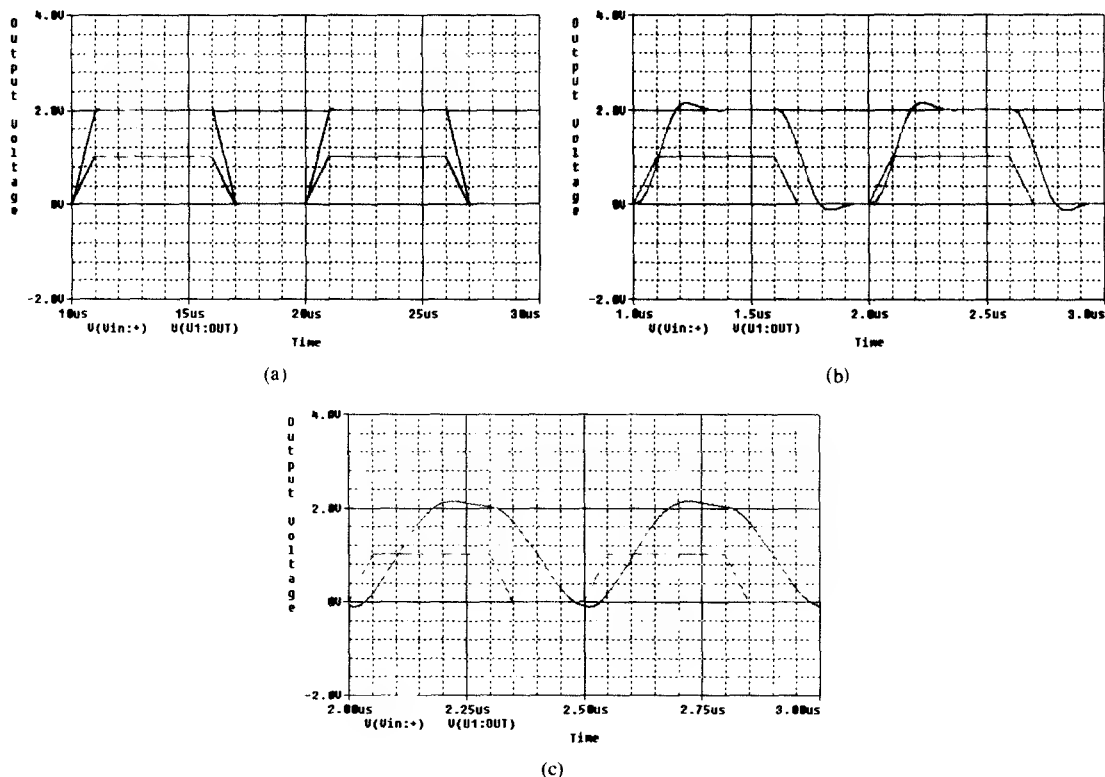 Output Voltage
4.0V
2.0V
0V
-2.0V
10us 15us 20us 25us 30us
V(Vin:+) V(U1:OUT)
Time
(a)
Output Voltage
4.0V
2.0V
0V
-2.0V
1.0us 1.5us 2.0us 2.5us 3.0us
V(Vin:+) V(U1:OUT)
Time
(b)
Output Voltage
4.0V
2.0V
0V
-2.0V
2.00us 2.25us 2.50us 2.75us 3.00us
V(Vin:+) V(U1:OUT)
Time
(c)